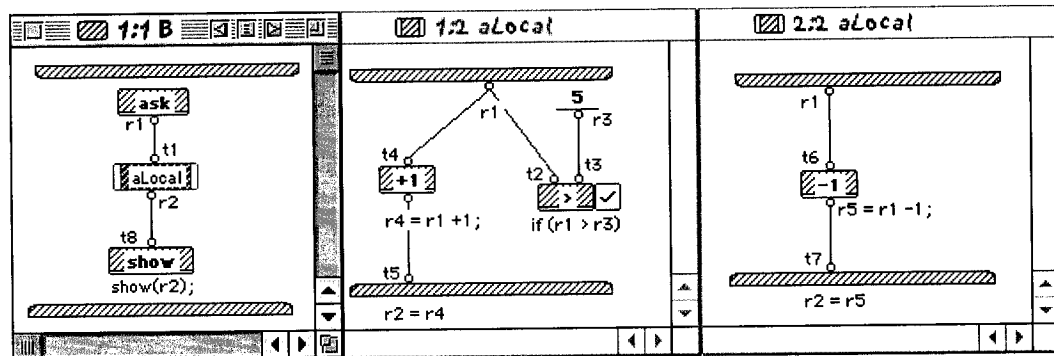 1:1 B
ask
r1
t1
aLocal
r2
t8
show
show(r2);
1:2 aLocal
r1
5
r3
t4
+1
t2
t3
>
r4 = r1 +1;
if (r1 > r3)
t5
r2 = r4
2:2 aLocal
r1
t6
-1
r5 = r1 -1;
t7
r2 = r5